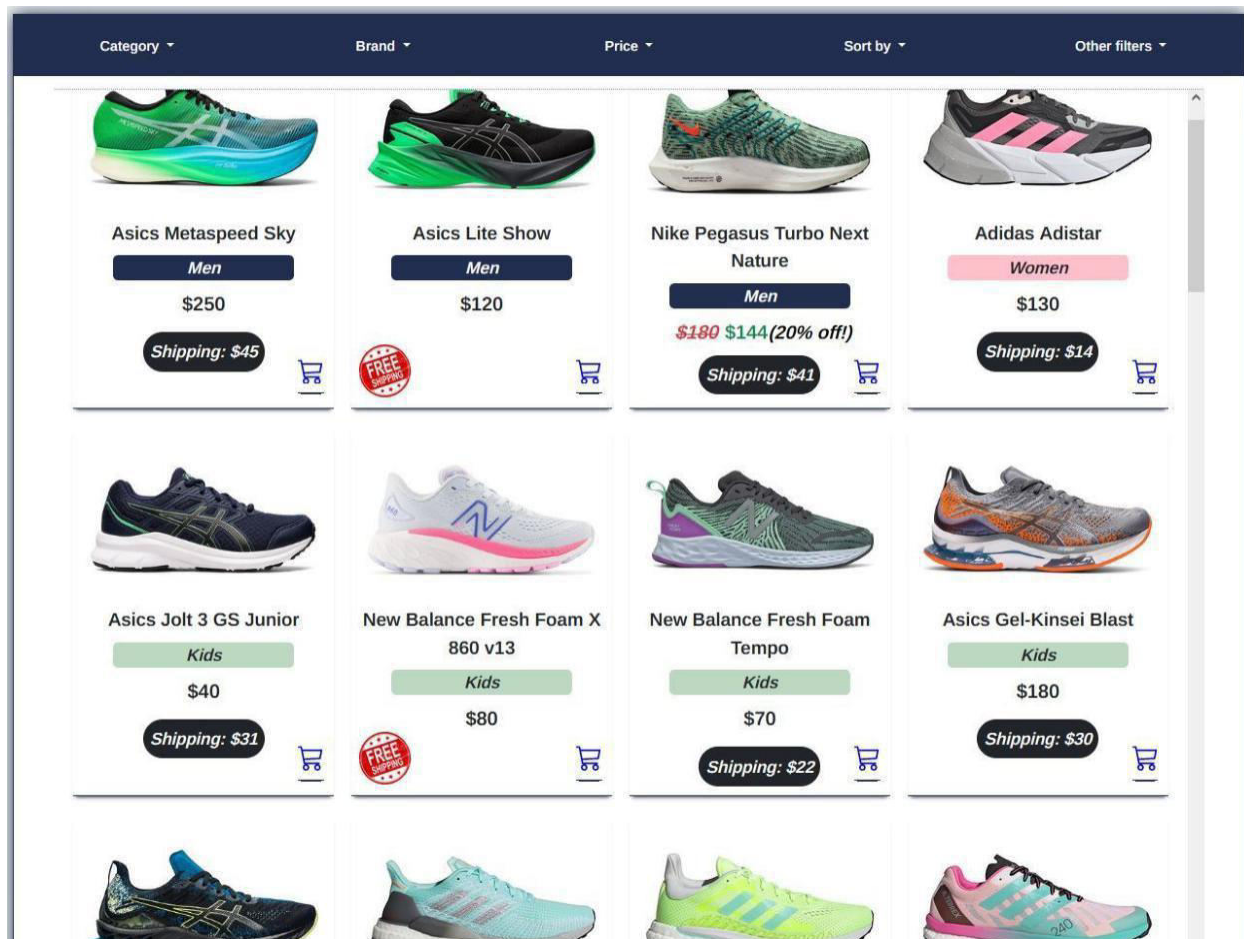 Category
Brand
Price
Sort by
Other filters
Asics Metaspeed Sky
Men
$250
Shipping: $45
Asics Lite Show
Men
$120
FREE
SHIPPING
Nike Pegasus Turbo Next
Nature
Men
$180 $144 (20% off!)
Shipping: $41
Adidas Adistar
Women
$130
Shipping: $14
Asics Jolt 3 GS Junior
Kids
$40
Shipping: $31
New Balance Fresh Foam X
860 v13
Kids
$80
FREE
SHIPPING
New Balance Fresh Foam
Tempo
Kids
$70
Shipping: $22
Asics Gel-Kinsei Blast
Kids
$180
Shipping: $30
240